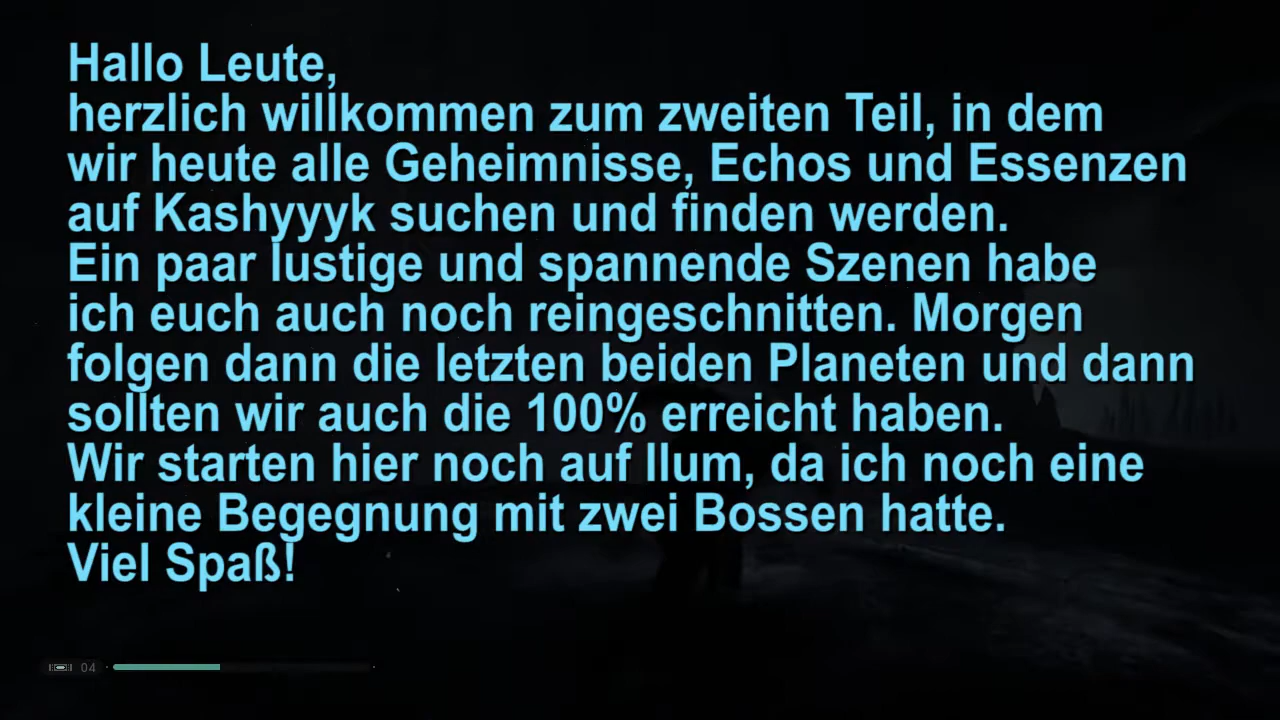 Hallo Leute,
herzlich willkommen zum zweiten Teil, in dem
wir heute alle Geheimnisse, Echos und Essenzen
auf Kashyyyk suchen und finden werden.
Ein paar lustige und spannende Szenen habe
ich euch auch noch reingeschnitten. Morgen
folgen dann die letzten beiden Planeten und dann
sollten wir auch die 100% erreicht haben.
Wir starten hier noch auf Ilum, da ich noch eine
kleine Begegnung mit zwei Bossen hatte.
Viel Spaß!
04